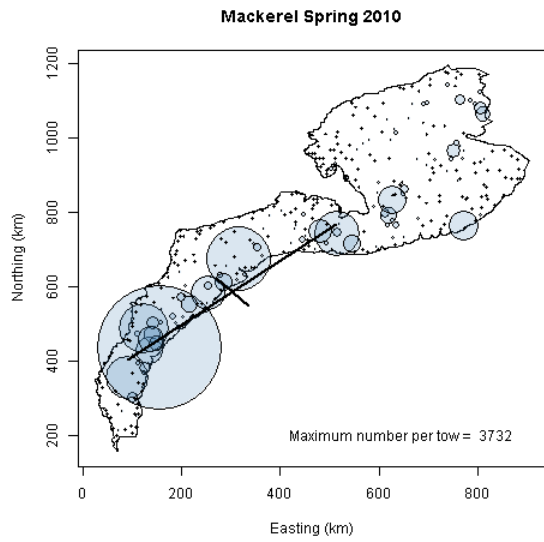 Mackerel Spring 2010
1200
1000
800
600
400
200
Northing (km)
Maximum number per tow = 3732
0 200 400 600 800
Easting (km)